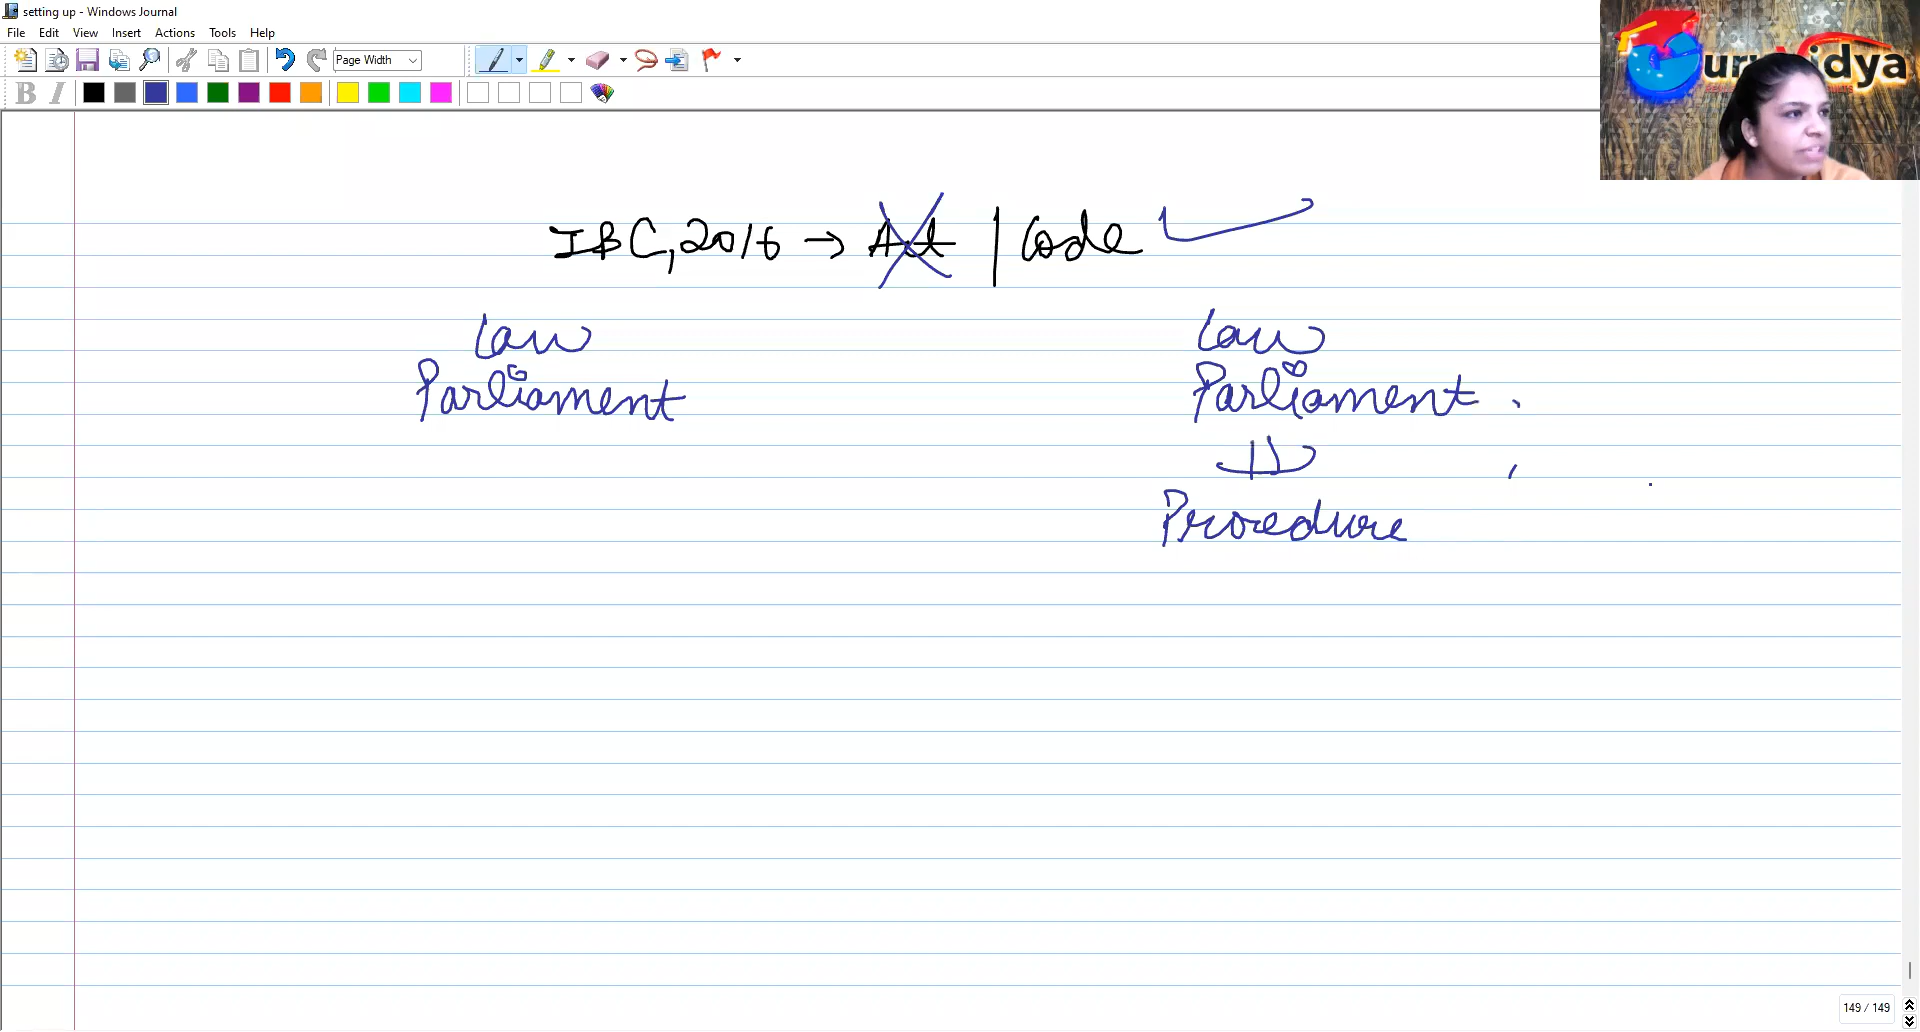 setting up - Windows Journal
File Edit View Insert Actions Tools Help
Page Width
B I
IBC, 2016 → Act | Code
Law
Parliament
Law
Parliament
Procedure
149 / 149